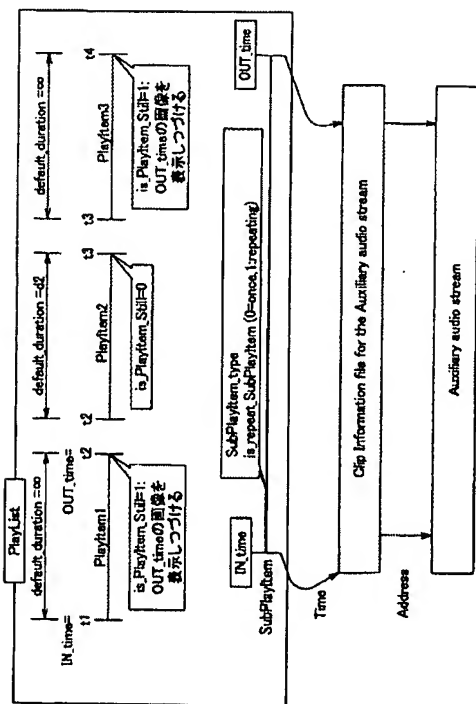 PlayList
default_duration =∞
default_duration =d2
default_duration =∞
IN_time=
OUT_time=
t1
t2
t2
t3
t3
t4
PlayItem1
PlayItem2
PlayItem3
is_PlayItem_Still=1:
OUT_timeの画像を
表示しつづける
is_PlayItem_Still=0
is_PlayItem_Still=1:
OUT_timeの画像を
表示しつづける
IN_time
SubPlayItem_type
is_repeat_SubPlayItem (0=once,1:repeating)
OUT_time
SubPlayItem
Time
Clip Information file for the Auxiliary audio stream
Address
Auxiliary audio stream